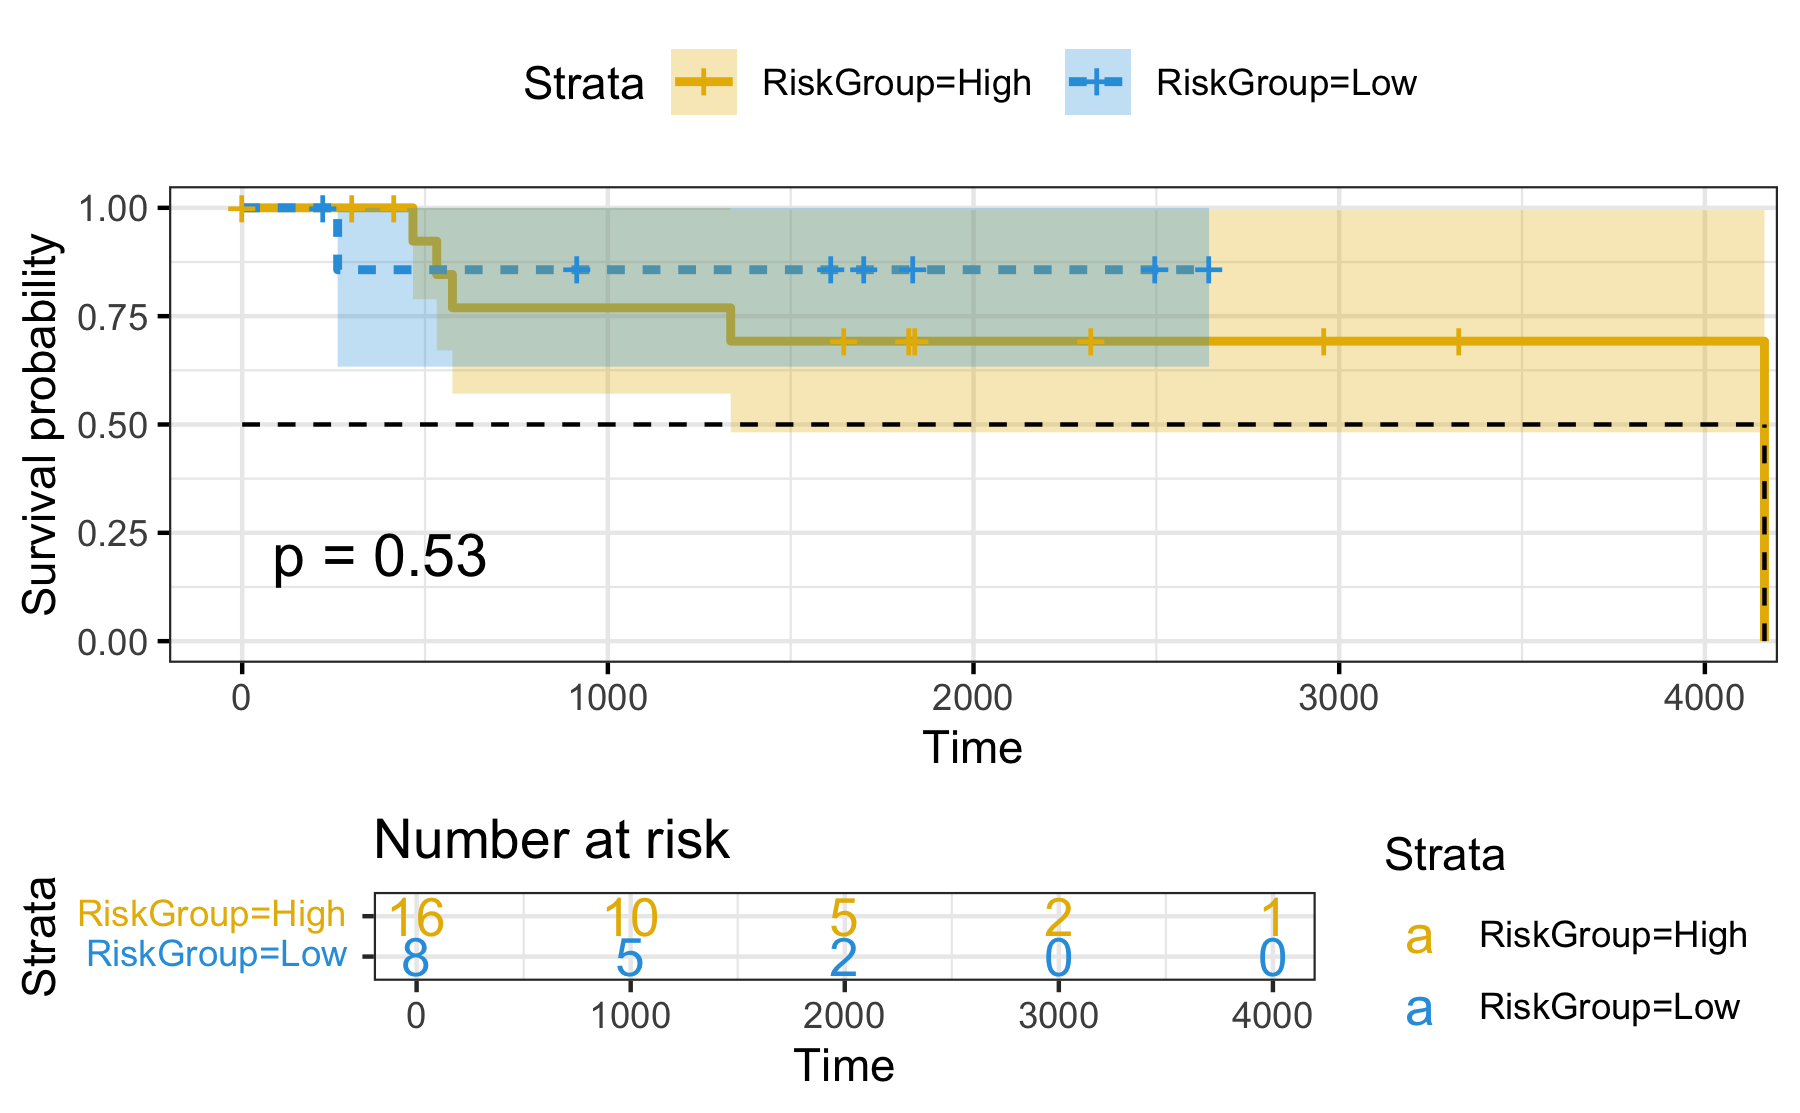 Strata RiskGroup=High RiskGroup=Low
Survival probability
1.00
0.75
0.50
0.25
0.00
p = 0.53
0 1000 2000 3000 4000
Time
Number at risk
Strata
RiskGroup=High 16 10 5 2 1
RiskGroup=Low 8 5 2 0 0
0 1000 2000 3000 4000
Time
Strata
a RiskGroup=High
a RiskGroup=Low